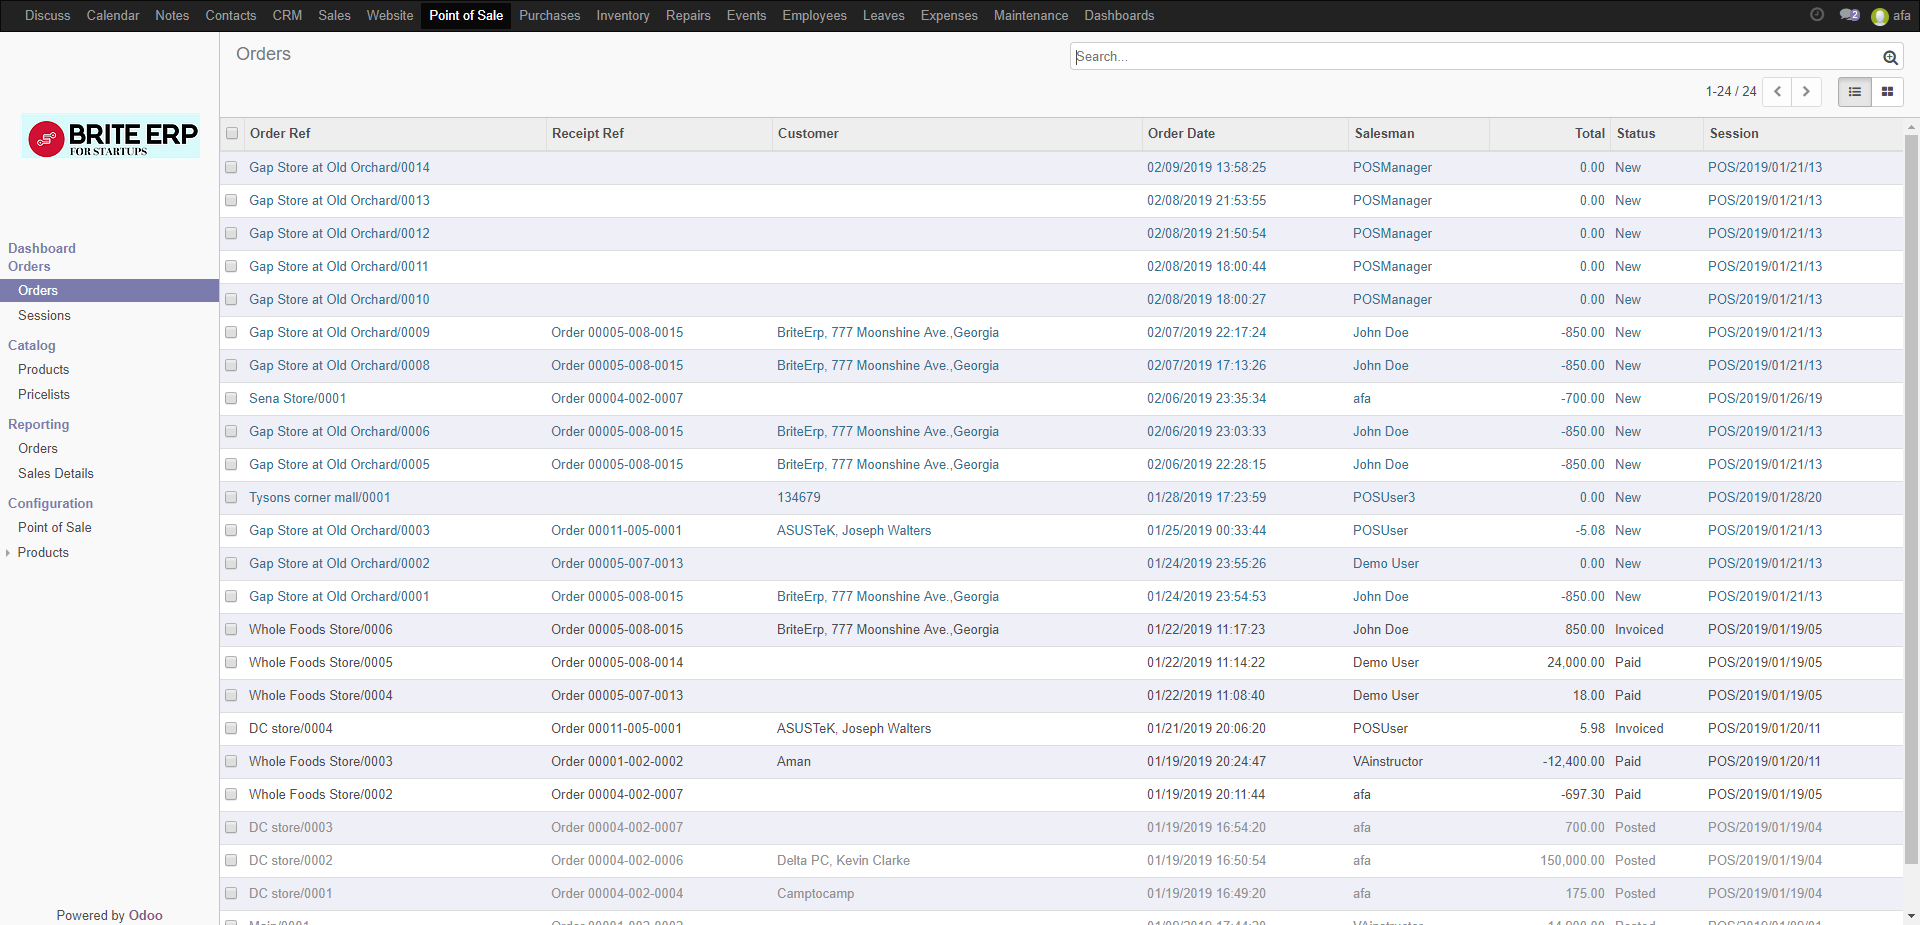 Discuss Calendar Notes Contacts CRM Sales Website Point of Sale Purchases Inventory Repairs Events Employees Leaves Expenses Maintenance Dashboards 2 afa
Orders
Search...
1-24 / 24
BRITE ERP
FOR STARTUPS
Dashboard
Orders
Orders
Sessions
Catalog
Products
Pricelists
Reporting
Orders
Sales Details
Configuration
Point of Sale
Products
Powered by Odoo
Order Ref Receipt Ref Customer Order Date Salesman Total Status Session
Gap Store at Old Orchard/0014 02/09/2019 13:58:25 POSManager 0.00 New POS/2019/01/21/13
Gap Store at Old Orchard/0013 02/08/2019 21:53:55 POSManager 0.00 New POS/2019/01/21/13
Gap Store at Old Orchard/0012 02/08/2019 21:50:54 POSManager 0.00 New POS/2019/01/21/13
Gap Store at Old Orchard/0011 02/08/2019 18:00:44 POSManager 0.00 New POS/2019/01/21/13
Gap Store at Old Orchard/0010 02/08/2019 18:00:27 POSManager 0.00 New POS/2019/01/21/13
Gap Store at Old Orchard/0009 Order 00005-008-0015 BriteErp, 777 Moonshine Ave.,Georgia 02/07/2019 22:17:24 John Doe -850.00 New POS/2019/01/21/13
Gap Store at Old Orchard/0008 Order 00005-008-0015 BriteErp, 777 Moonshine Ave.,Georgia 02/07/2019 17:13:26 John Doe -850.00 New POS/2019/01/21/13
Sena Store/0001 Order 00004-002-0007 02/06/2019 23:35:34 afa -700.00 New POS/2019/01/26/19
Gap Store at Old Orchard/0006 Order 00005-008-0015 BriteErp, 777 Moonshine Ave.,Georgia 02/06/2019 23:03:33 John Doe -850.00 New POS/2019/01/21/13
Gap Store at Old Orchard/0005 Order 00005-008-0015 BriteErp, 777 Moonshine Ave.,Georgia 02/06/2019 22:28:15 John Doe -850.00 New POS/2019/01/21/13
Tysons corner mall/0001 134679 01/28/2019 17:23:59 POSUser3 0.00 New POS/2019/01/28/20
Gap Store at Old Orchard/0003 Order 00011-005-0001 ASUSTeK, Joseph Walters 01/25/2019 00:33:44 POSUser -5.08 New POS/2019/01/21/13
Gap Store at Old Orchard/0002 Order 00005-007-0013 01/24/2019 23:55:26 Demo User 0.00 New POS/2019/01/21/13
Gap Store at Old Orchard/0001 Order 00005-008-0015 BriteErp, 777 Moonshine Ave.,Georgia 01/24/2019 23:54:53 John Doe -850.00 New POS/2019/01/21/13
Whole Foods Store/0006 Order 00005-008-0015 BriteErp, 777 Moonshine Ave.,Georgia 01/22/2019 11:17:23 John Doe 850.00 Invoiced POS/2019/01/19/05
Whole Foods Store/0005 Order 00005-008-0014 01/22/2019 11:14:22 Demo User 24,000.00 Paid POS/2019/01/19/05
Whole Foods Store/0004 Order 00005-007-0013 01/22/2019 11:08:40 Demo User 18.00 Paid POS/2019/01/19/05
DC store/0004 Order 00011-005-0001 ASUSTeK, Joseph Walters 01/21/2019 20:06:20 POSUser 5.98 Invoiced POS/2019/01/20/11
Whole Foods Store/0003 Order 00001-002-0002 Aman 01/19/2019 20:24:47 VAinstructor -12,400.00 Paid POS/2019/01/20/11
Whole Foods Store/0002 Order 00004-002-0007 01/19/2019 20:11:44 afa -697.30 Paid POS/2019/01/19/05
DC store/0003 Order 00004-002-0007 01/19/2019 16:54:20 afa 700.00 Posted POS/2019/01/19/04
DC store/0002 Order 00004-002-0006 Delta PC, Kevin Clarke 01/19/2019 16:50:54 afa 150,000.00 Posted POS/2019/01/19/04
DC store/0001 Order 00004-002-0004 Camptocamp 01/19/2019 16:49:20 afa 175.00 Posted POS/2019/01/19/04